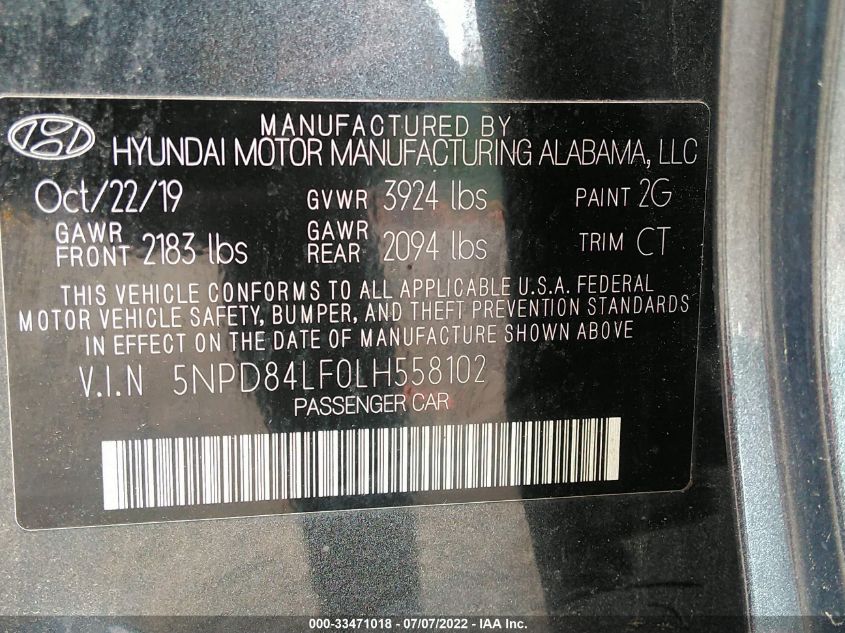 MANUFACTURED BY
HYUNDAI MOTOR MANUFACTURING ALABAMA, LLC
Oct/22/19 GVWR 3924 lbs PAINT 2G
GAWR FRONT 2183 lbs GAWR REAR 2094 lbs TRIM CT
THIS VEHICLE CONFORMS TO ALL APPLICABLE U.S.A. FEDERAL
MOTOR VEHICLE SAFETY, BUMPER, AND THEFT PREVENTION STANDARDS
IN EFFECT ON THE DATE OF MANUFACTURE SHOWN ABOVE
V.I.N 5NPD84LF0LH558102
PASSENGER CAR
000-33471018 - 07/07/2022 - IAA Inc.